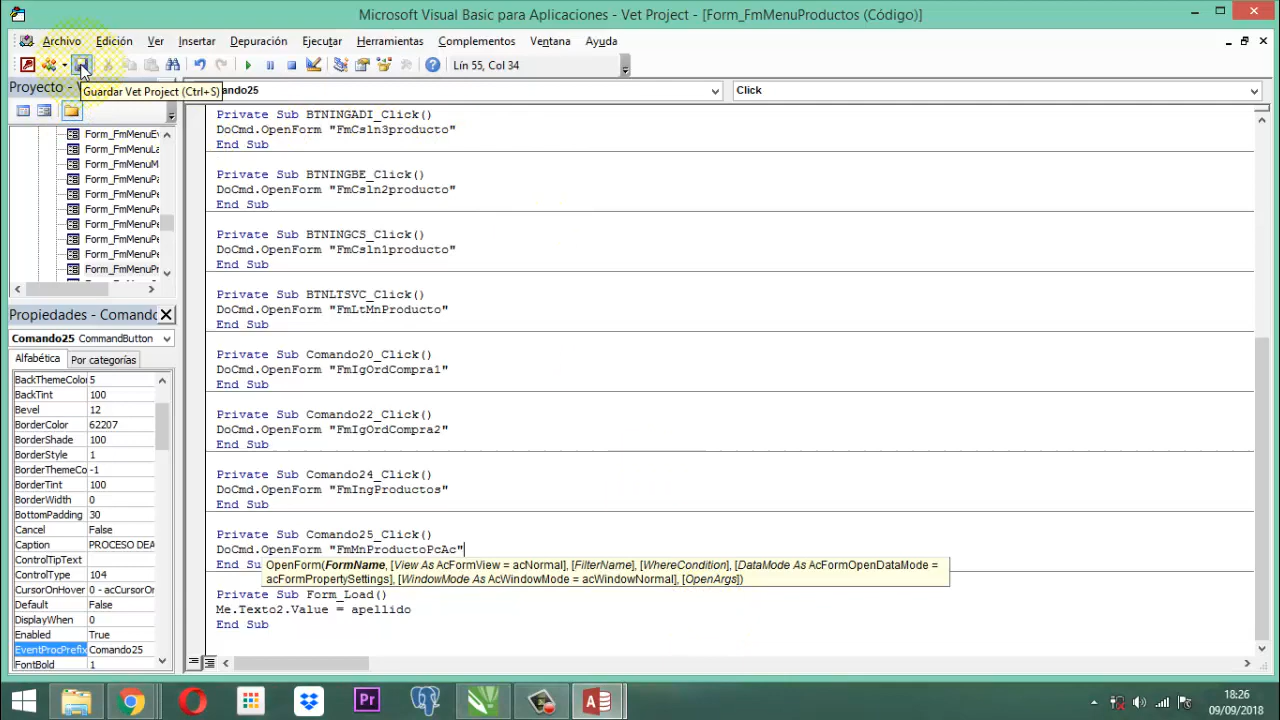 Microsoft Visual Basic para Aplicaciones - Vet Project - [Form_FmMenuProductos (Código)]
Archivo Edición Ver Insertar Depuración Ejecutar Herramientas Complementos Ventana Ayuda
Lín 55, Col 34
Proyecto -
Guardar Vet Project (Ctrl+S)
ando25
Click
Form_FmMenuEv
Form_FmMenuLa
Form_FmMenuM
Form_FmMenuPa
Form_FmMenuPe
Form_FmMenuPe
Form_FmMenuPe
Form_FmMenuPe
Form_FmMenuPe
Form_FmMenuPr
Propiedades - Comando
Comando25 CommandButton
Alfabética Por categorías
BackThemeColor 5
BackTint 100
Bevel 12
BorderColor 62207
BorderShade 100
BorderStyle 1
BorderThemeCo -1
BorderTint 100
BorderWidth 0
BottomPadding 30
Cancel False
Caption PROCESO DEA
ControlTipText
ControlType 104
CursorOnHover 0 - acCursorOn
Default False
DisplayWhen 0
Enabled True
EventProcPrefix Comando25
FontBold 1
Private Sub BTNINGADI_Click()
DoCmd.OpenForm "FmCsln3producto"
End Sub
Private Sub BTNINGBE_Click()
DoCmd.OpenForm "FmCsln2producto"
End Sub
Private Sub BTNINGCS_Click()
DoCmd.OpenForm "FmCsln1producto"
End Sub
Private Sub BTNLTSVC_Click()
DoCmd.OpenForm "FmLtMnProducto"
End Sub
Private Sub Comando20_Click()
DoCmd.OpenForm "FmIgOrdCompra1"
End Sub
Private Sub Comando22_Click()
DoCmd.OpenForm "FmIgOrdCompra2"
End Sub
Private Sub Comando24_Click()
DoCmd.OpenForm "FmIngProductos"
End Sub
Private Sub Comando25_Click()
DoCmd.OpenForm "FmMnProductoPcAc"
End Su
OpenForm(FormName, [View As AcFormView = acNormal], [FilterName], [WhereCondition], [DataMode As AcFormOpenDataMode =
acFormPropertySettings], [WindowMode As AcWindowMode = acWindowNormal], [OpenArgs])
Private Sub Form_Load()
Me.Texto2.Value = apellido
End Sub
Pr
18:26
09/09/2018